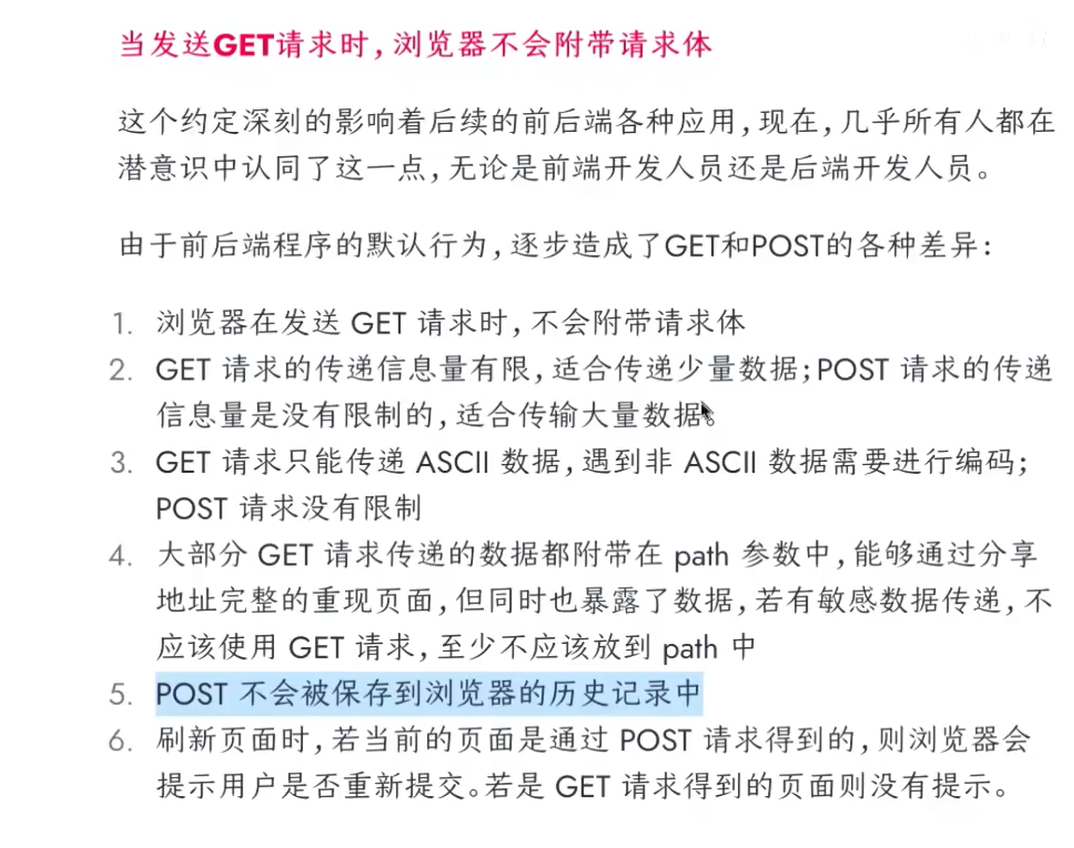 当发送GET请求时,浏览器不会附带请求体
这个约定深刻的影响着后续的前后端各种应用,现在,几乎所有人都在
潜意识中认同了这一点,无论是前端开发人员还是后端开发人员。
由于前后端程序的默认行为,逐步造成了GET和POST的各种差异:
1. 浏览器在发送 GET 请求时,不会附带请求体
2. GET 请求的传递信息量有限,适合传递少量数据;POST 请求的传递
信息量是没有限制的,适合传输大量数据。
3. GET 请求只能传递 ASCII 数据,遇到非 ASCII 数据需要进行编码;
POST 请求没有限制
4. 大部分 GET 请求传递的数据都附带在 path 参数中,能够通过分享
地址完整的重现页面,但同时也暴露了数据,若有敏感数据传递,不
应该使用 GET 请求,至少不应该放到 path 中
5. POST 不会被保存到浏览器的历史记录中
6. 刷新页面时,若当前的页面是通过 POST 请求得到的,则浏览器会
提示用户是否重新提交。若是 GET 请求得到的页面则没有提示。